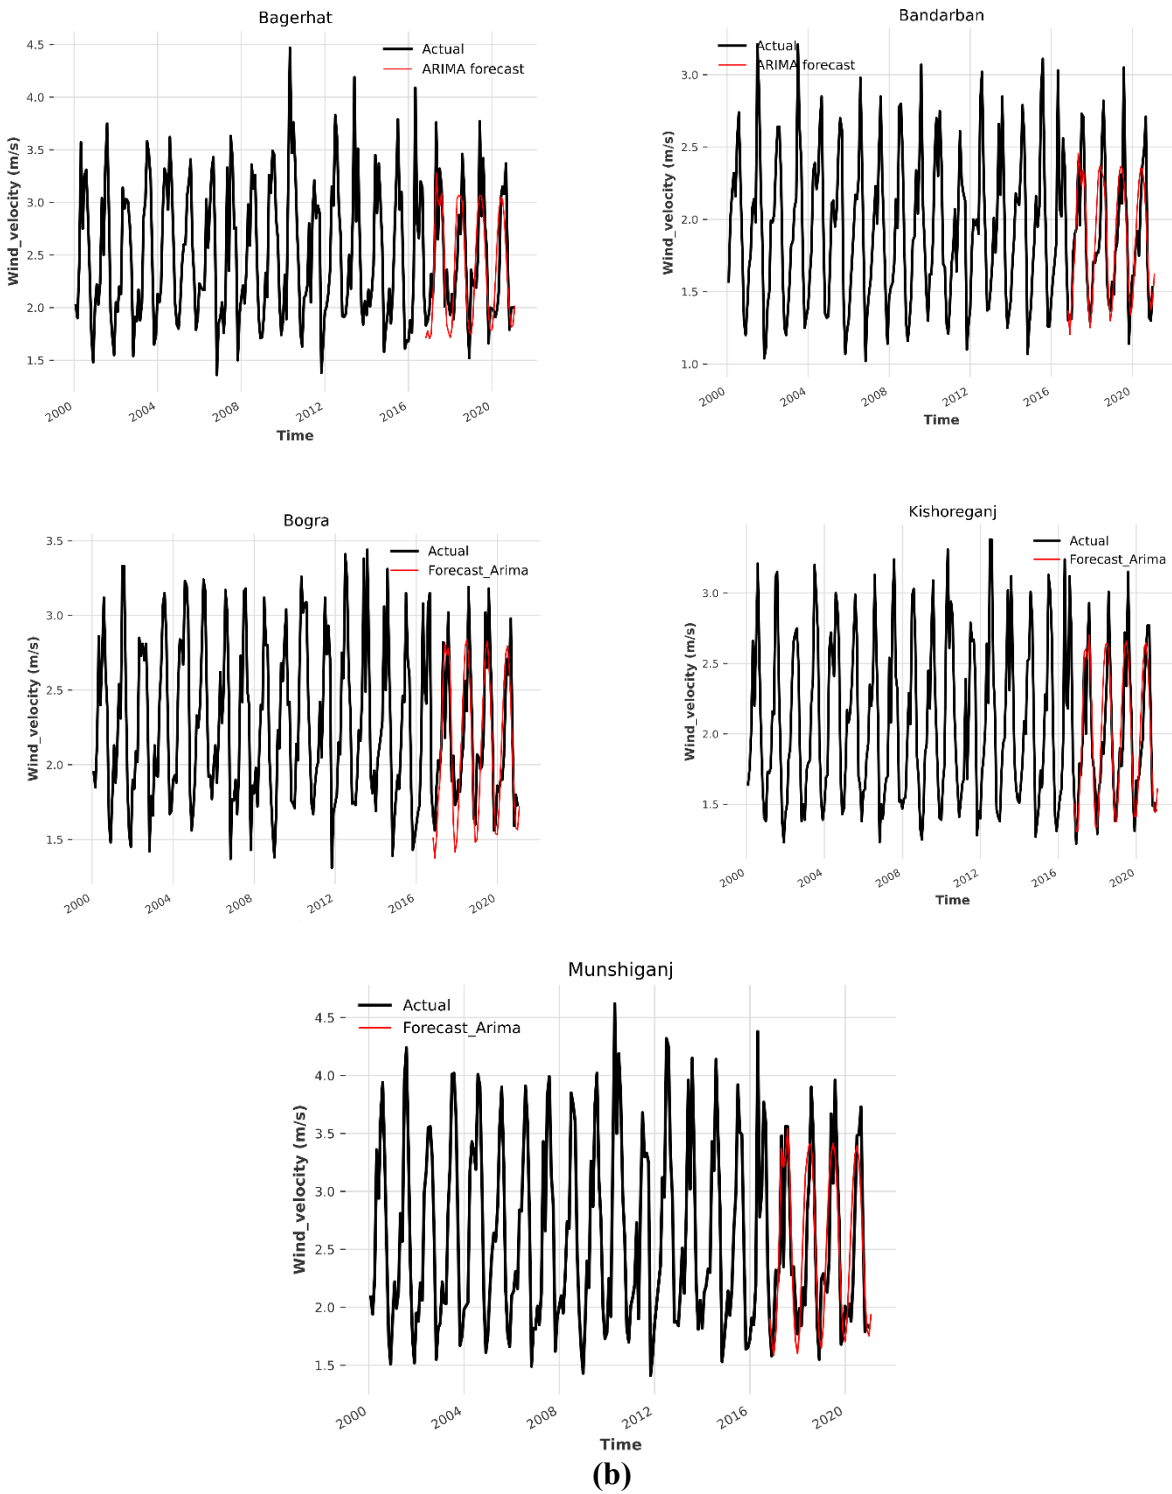 Bagerhat
Actual
ARIMA forecast
Wind_velocity (m/s)
4.5
4.0
3.5
3.0
2.5
2.0
1.5
2000
2004
2008
2012
2016
2020
Time
Bandarban
Actual
ARIMA forecast
Wind_velocity (m/s)
3.0
2.5
2.0
1.5
1.0
2000
2004
2008
2012
2016
2020
Time
Bogra
Actual
Forecast_Arima
Wind_velocity (m/s)
3.5
3.0
2.5
2.0
1.5
2000
2004
2008
2012
2016
2020
Kishoreganj
Actual
Forecast_Arima
Wind_velocity (m/s)
3.0
2.5
2.0
1.5
2000
2004
2008
2012
2016
2020
Time
Munshiganj
Actual
Forecast_Arima
Wind_velocity (m/s)
4.5
4.0
3.5
3.0
2.5
2.0
1.5
2000
2004
2008
2012
2016
2020
Time
(b)